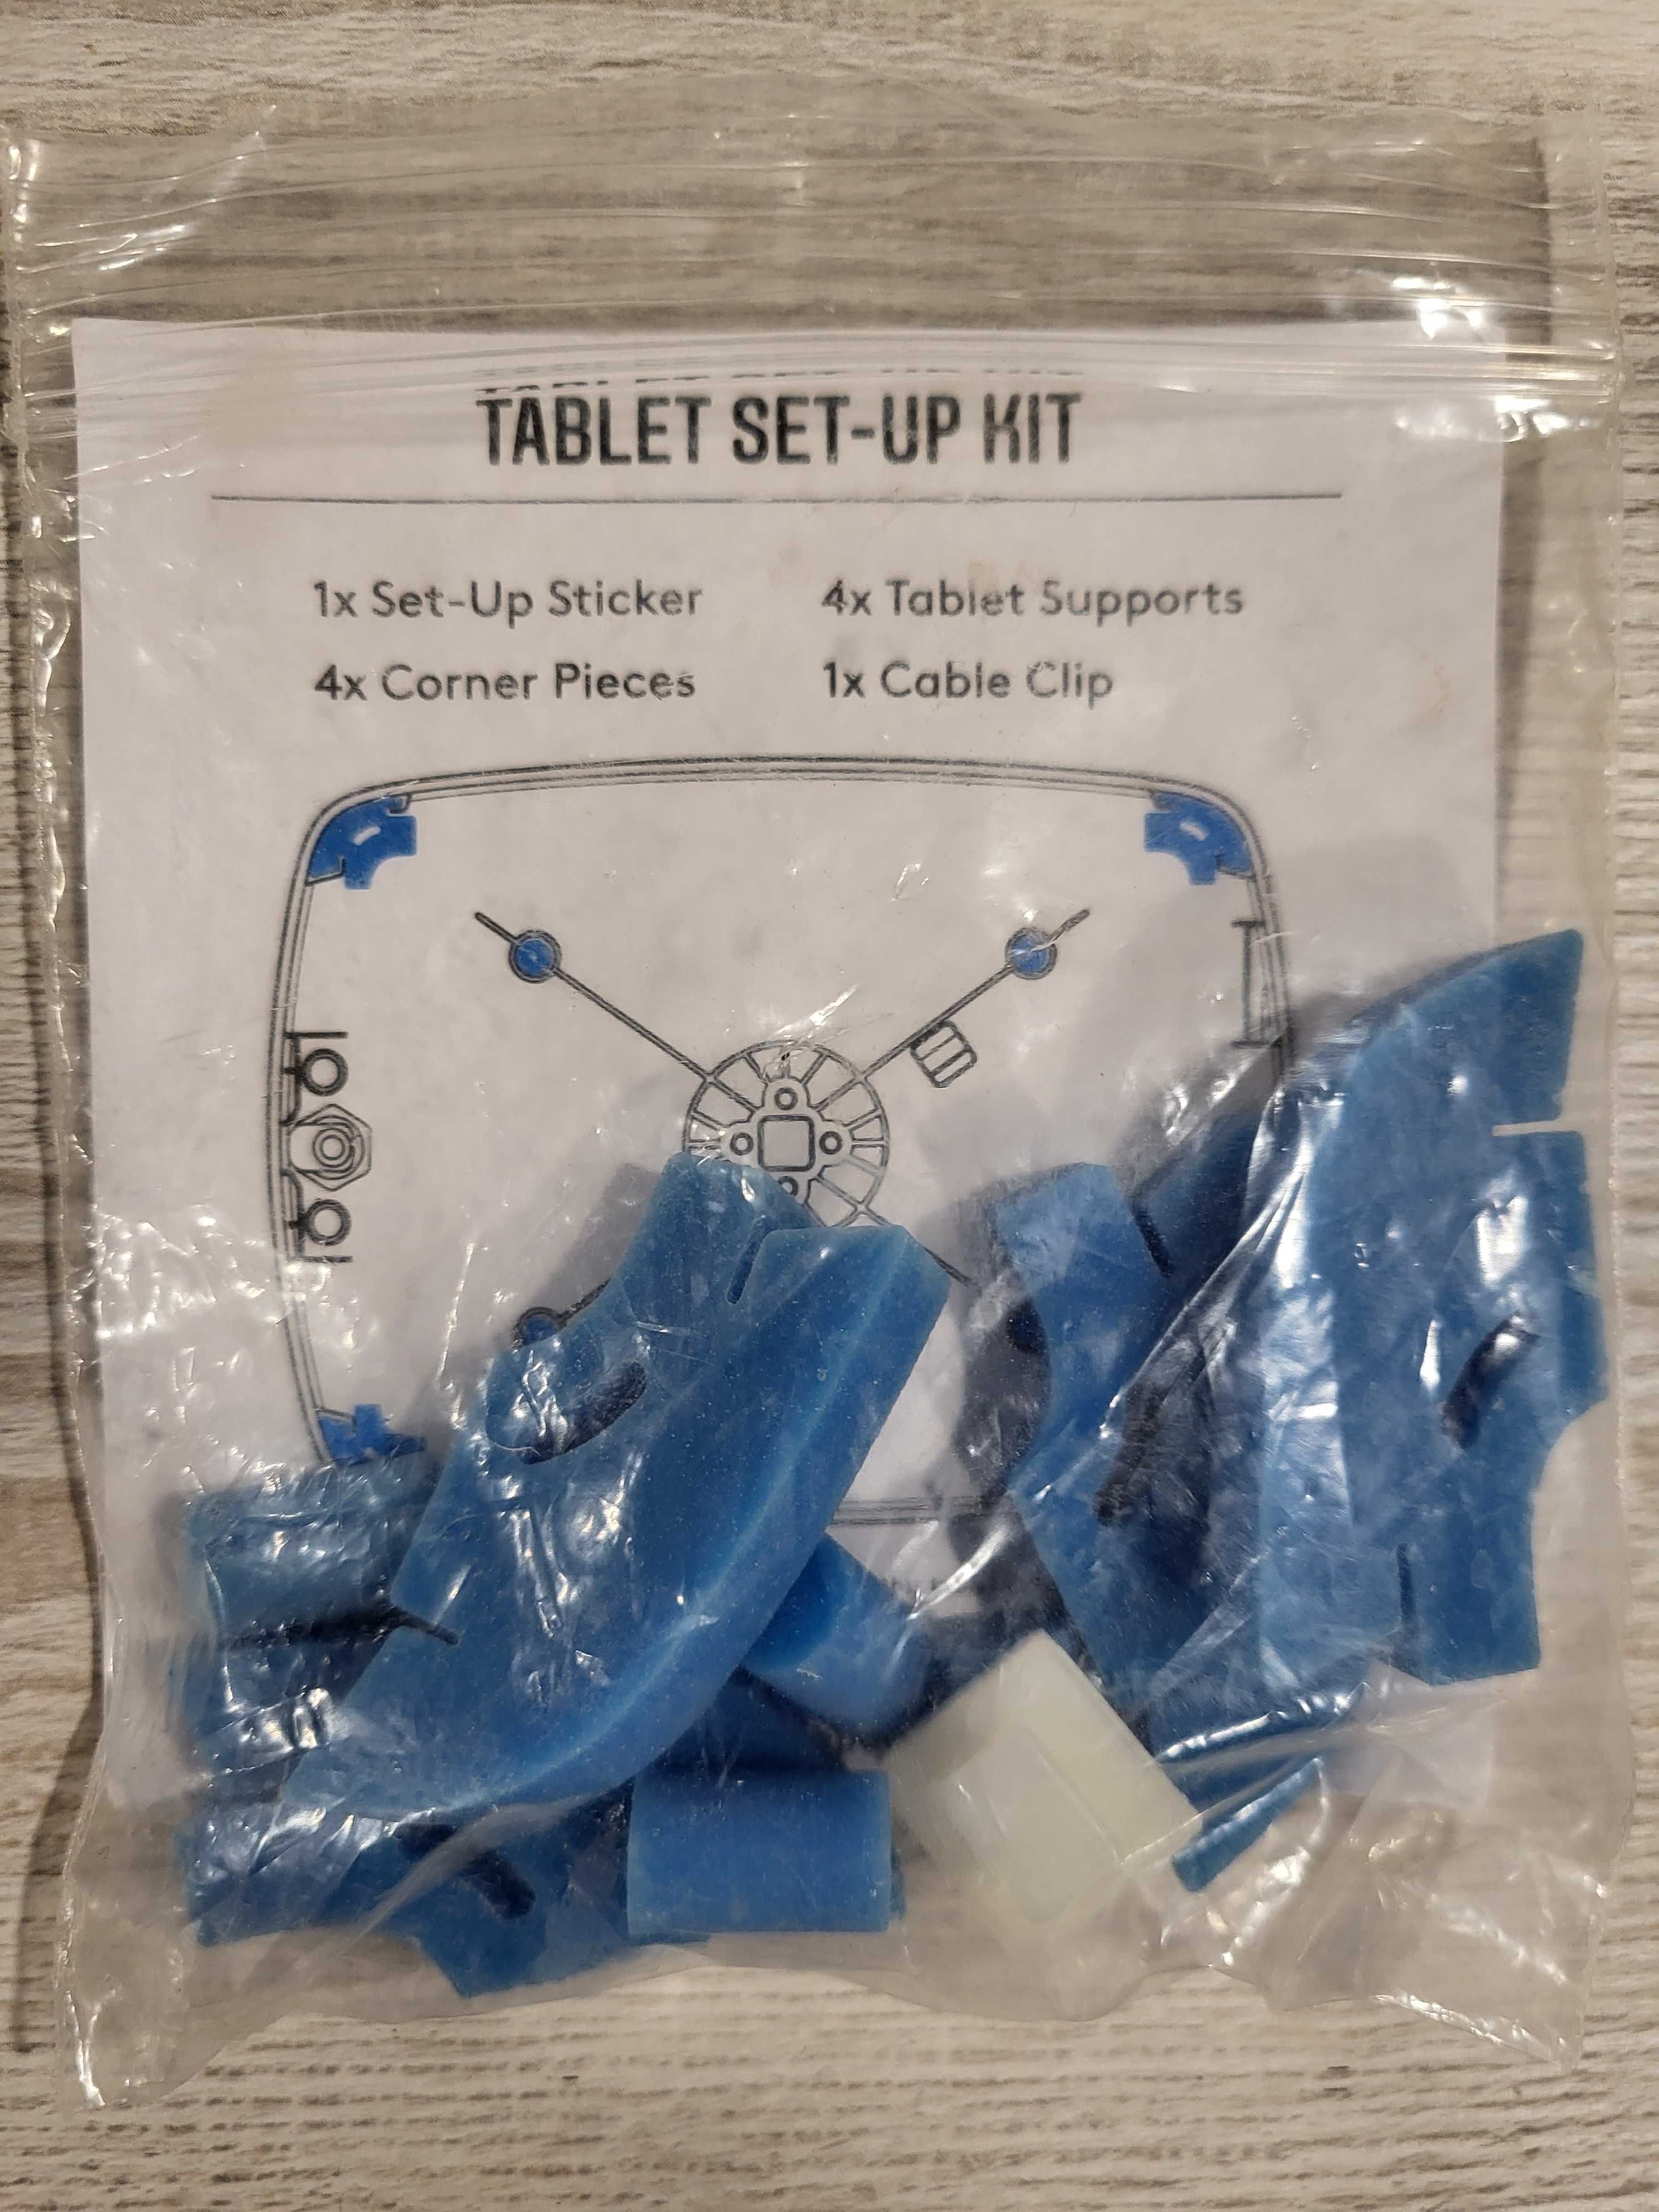 TABLET SET-UP KIT
1x Set-Up Sticker 4x Tablet Supports
4x Corner Pieces 1x Cable Clip